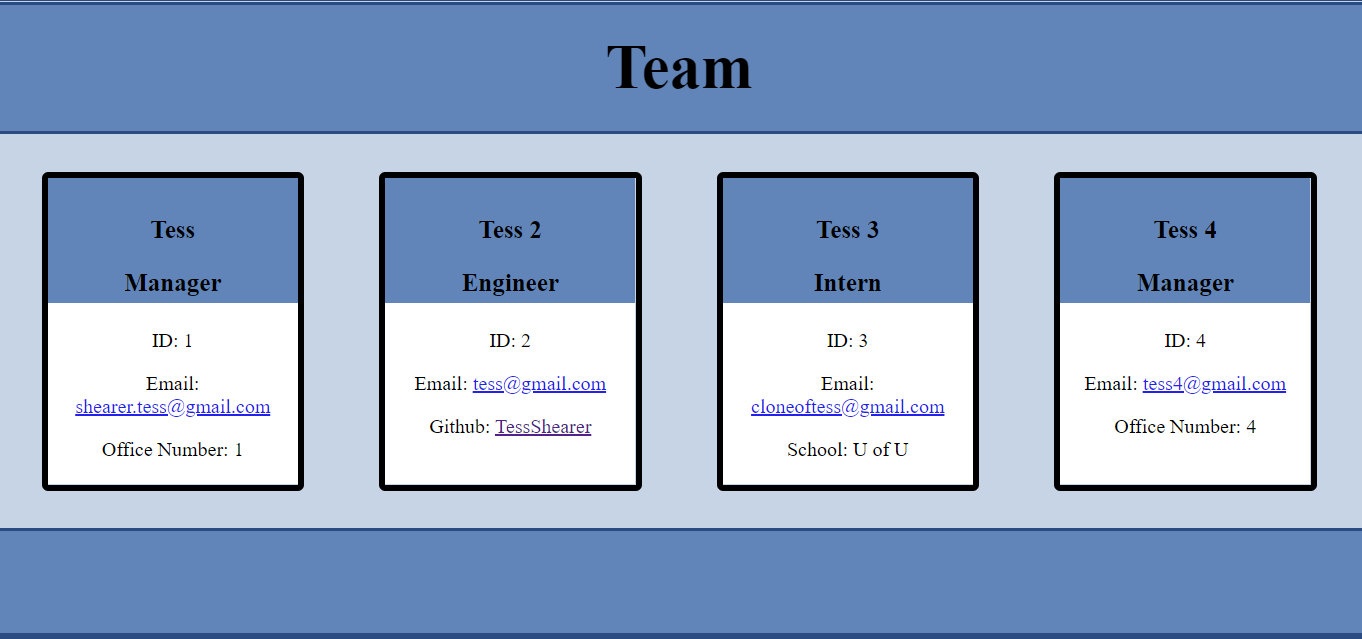 Team
Tess
Manager
ID: 1
Email:
shearer.tess@gmail.com
Office Number: 1
Tess 2
Engineer
ID: 2
Email: tess@gmail.com
Github: TessShearer
Tess 3
Intern
ID: 3
Email:
cloneoftess@gmail.com
School: U of U
Tess 4
Manager
ID: 4
Email: tess4@gmail.com
Office Number: 4